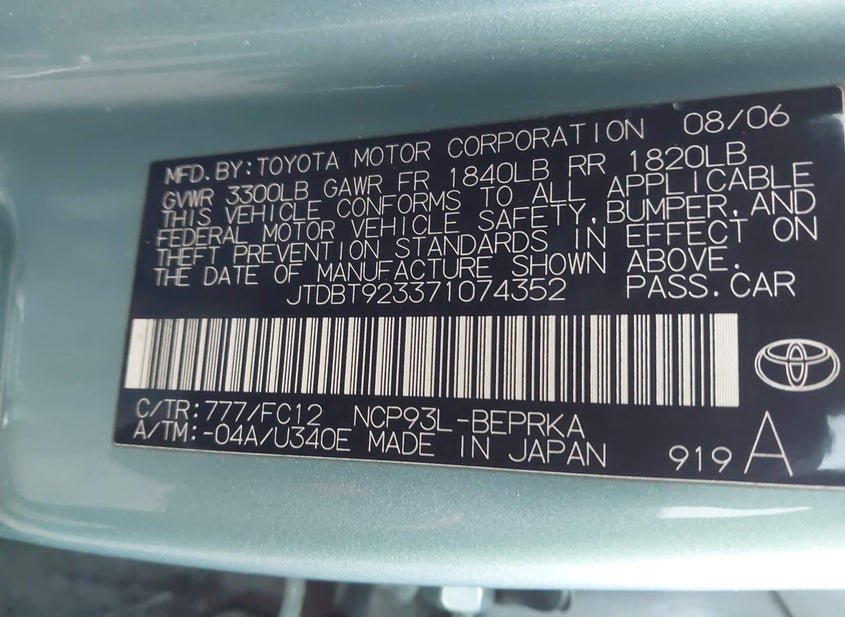 MFD. BY: TOYOTA MOTOR CORPORATION 08/06
GVWR 3300LB GAWR FR 1840LB RR 1820LB
THIS VEHICLE CONFORMS TO ALL APPLICABLE
FEDERAL MOTOR VEHICLE SAFETY, BUMPER, AND
THEFT PREVENTION STANDARDS IN EFFECT ON
THE DATE OF MANUFACTURE SHOWN ABOVE.
JTDBT923371074352 PASS. CAR
C/TR: 777/FC12 NCP93L-BEPRKA
A/TM: -04A/U340E MADE IN JAPAN 919 A